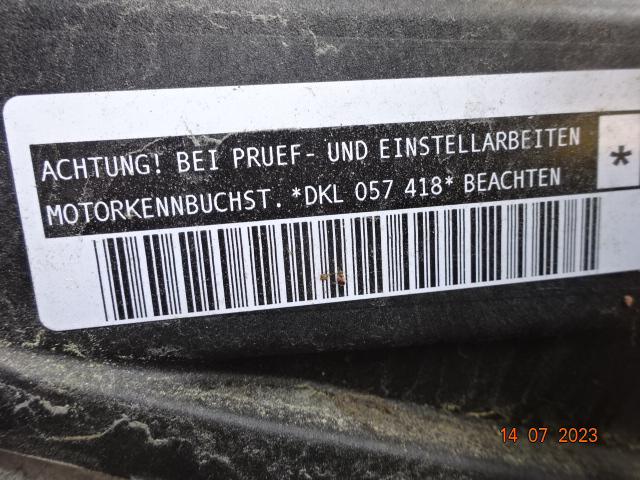 ACHTUNG! BEI PRUEF- UND EINSTELLARBEITEN
MOTORKENNBUCHST. *DKL 057 418* BEACHTEN
*
14 07 2023